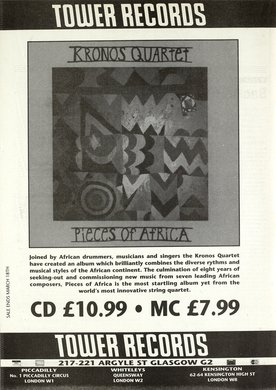 TOWER RECORDS
KRONOS QUARTET
PIECES OF AFRICA
Joined by African drummers, musicians and singers the Kronos Quartet
have created an album which brilliantly combines the diverse rythms and
musical styles of the African continent. The culmination of eight years of
seeking-out and commissioning new music from seven leading African
composers, Pieces of Africa is the most startling album yet from the
world's most innovative string quartet.
SALE ENDS MARCH 18TH
CD £10.99 • MC £7.99
TOWER RECORDS
217-221 ARGYLE ST GLASGOW G2
PICCADILLY
No. 1 PICCADILLY CIRCUS
LONDON W1
WHITELEYS
QUEENSWAY
LONDON W2
KENSINGTON
62-64 KENSINGTON HIGH ST
LONDON W8